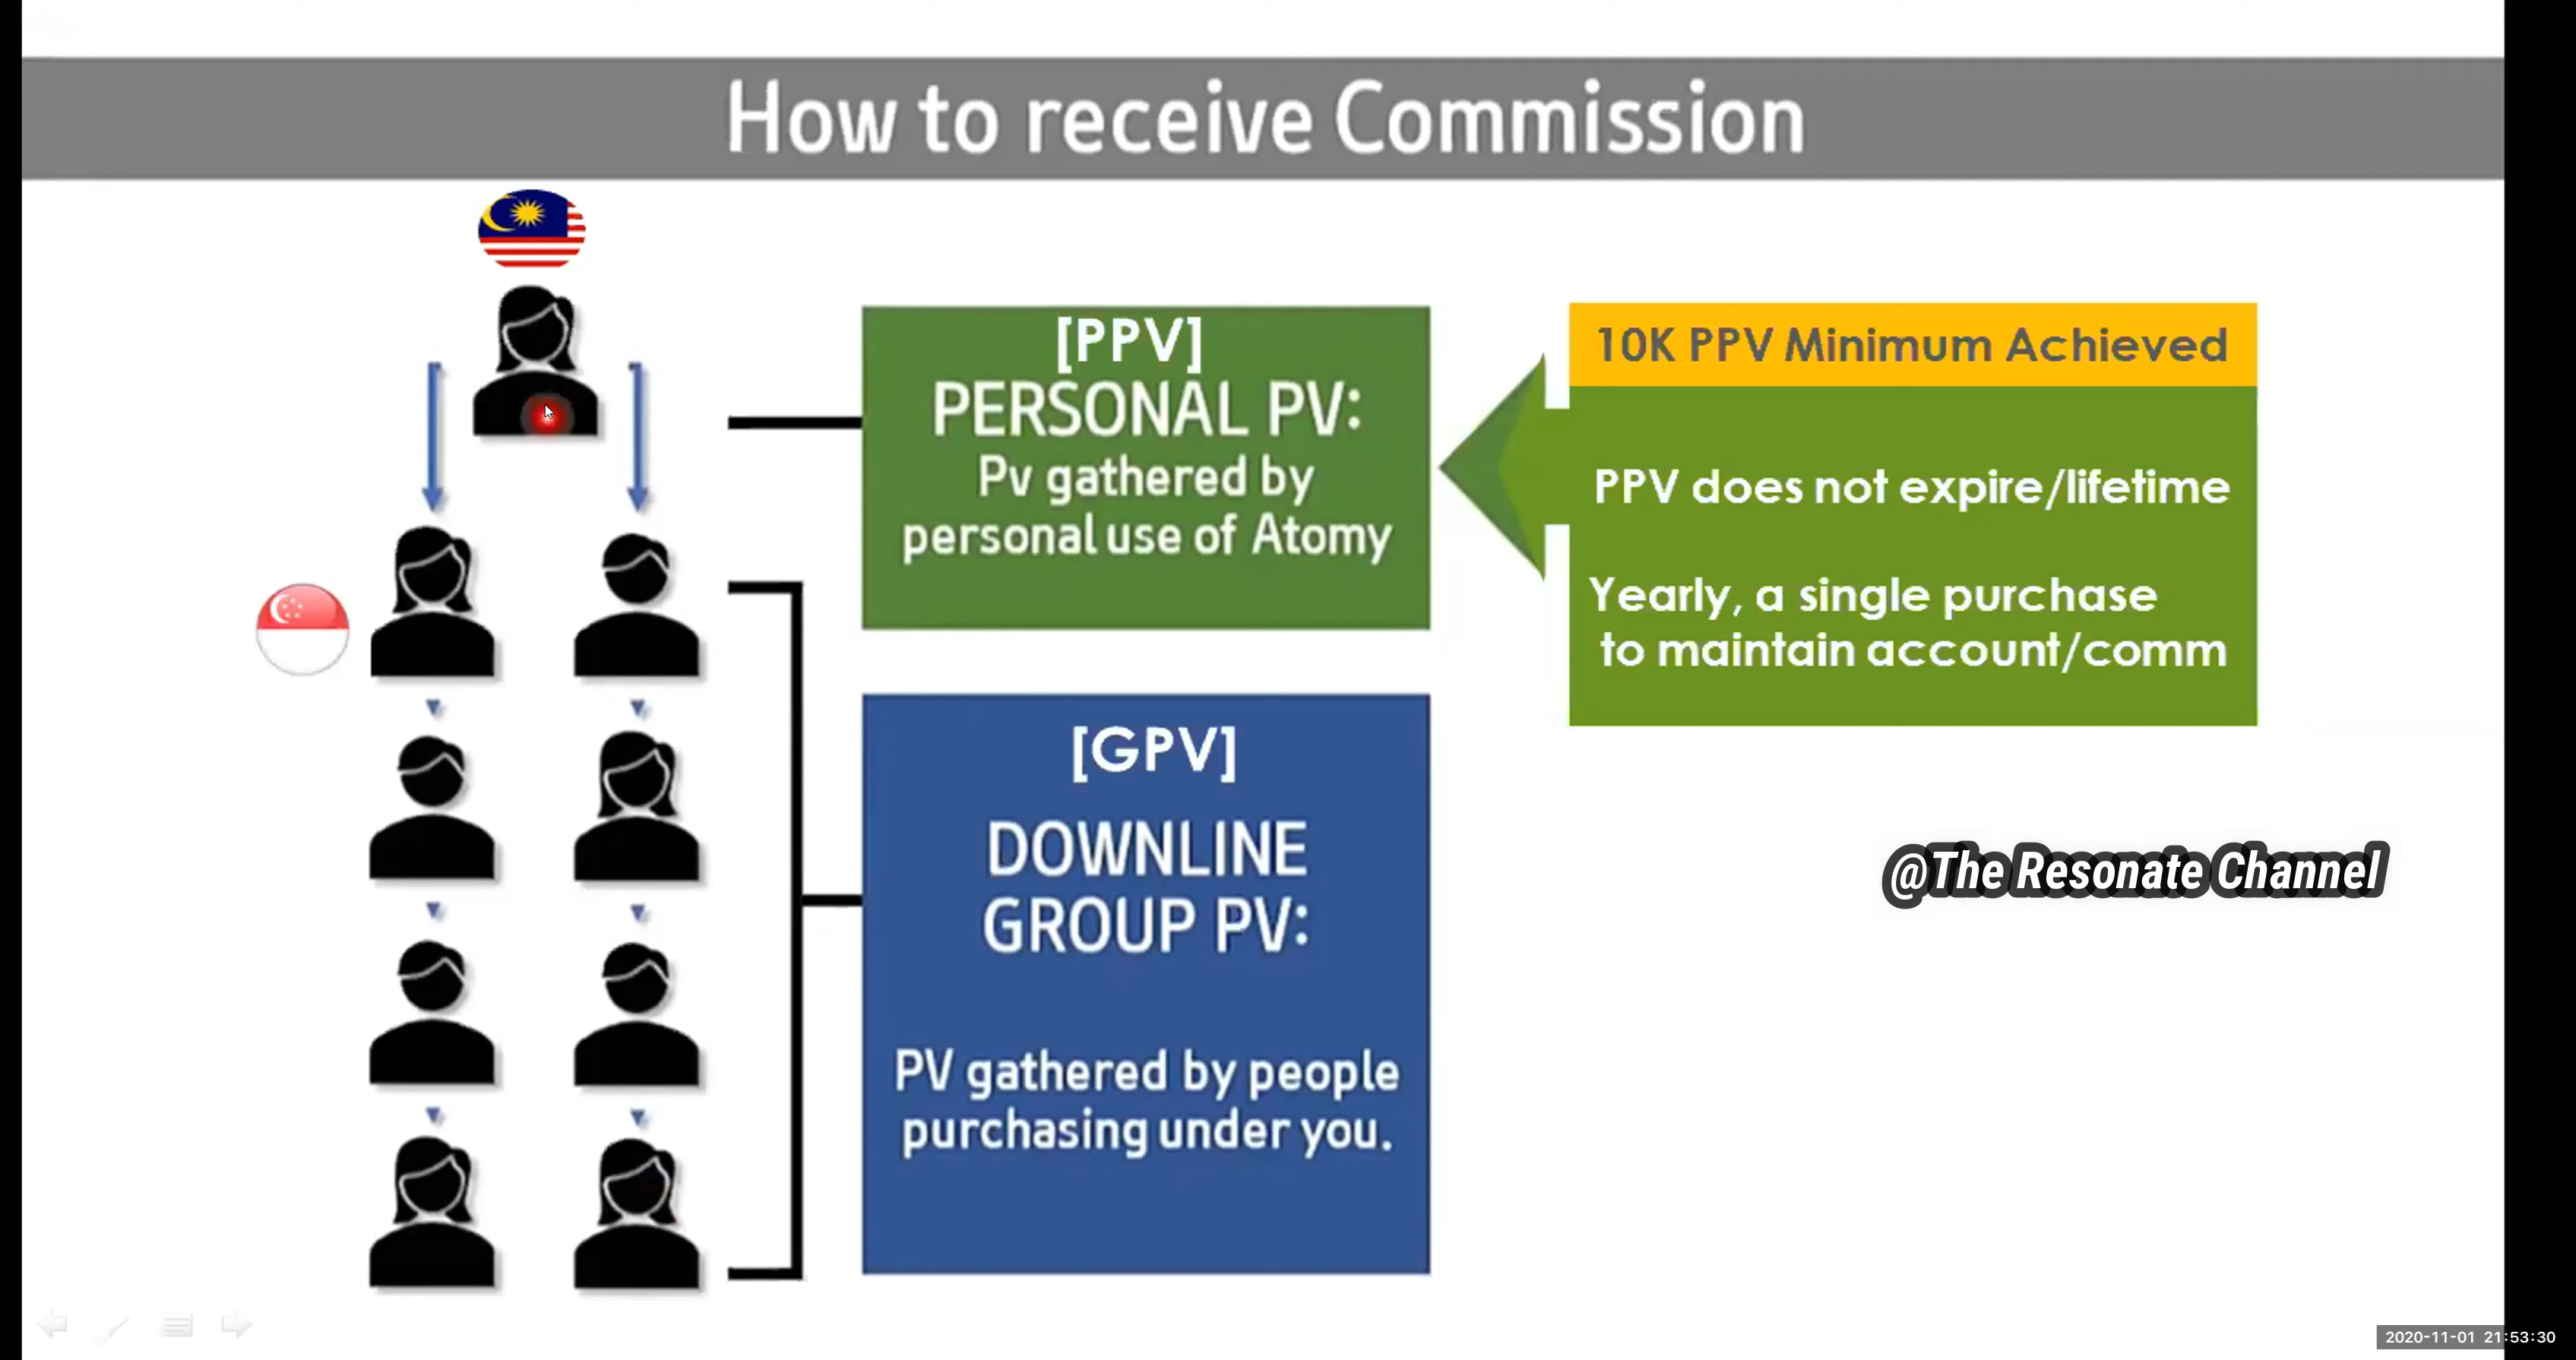 How to receive Commission
[PPV]
PERSONAL PV:
Pv gathered by
personal use of Atomy
10K PPV Minimum Achieved
PPV does not expire/lifetime
Yearly, a single purchase
to maintain account/comm
[GPV]
DOWNLINE
GROUP PV:
PV gathered by people
purchasing under you.
@The Resonate Channel
2020-11-01 21:53:30